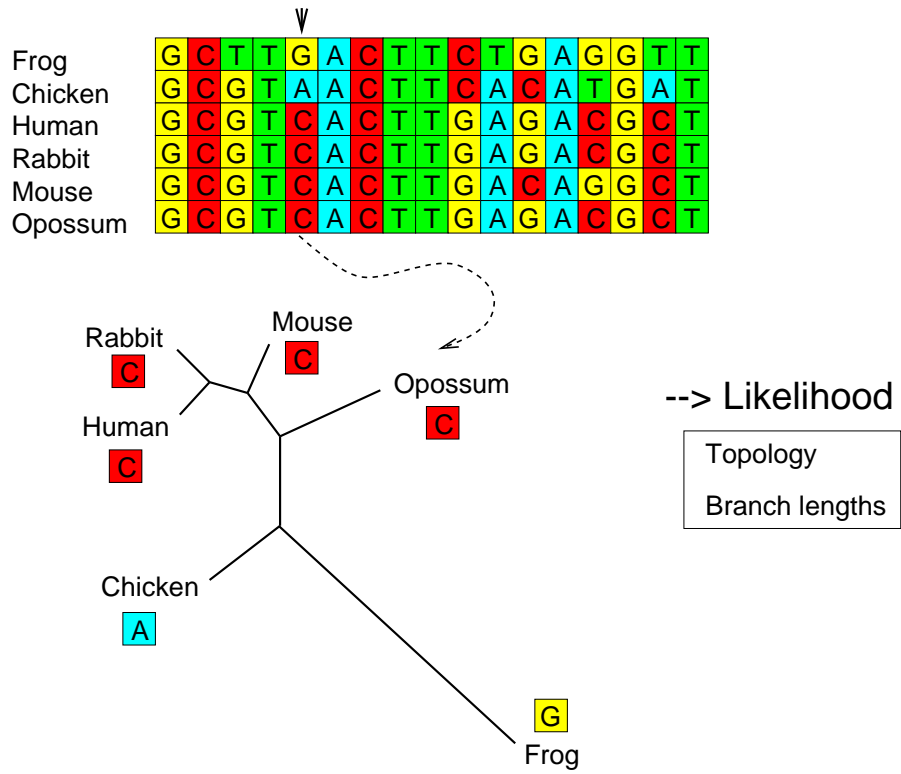 Frog G C T T G A C T T C T G A G G T T
Chicken G C G T A A C T T C A C A T G A T
Human G C G T C A C T T G A G A C G C T
Rabbit G C G T C A C T T G A G A C G C T
Mouse G C G T C A C T T G A C A G G C T
Opossum G C G T C A C T T G A G A C G C T
Mouse
C
Rabbit
C
Opossum
C
Human
C
--> Likelihood
Topology
Branch lengths
Chicken
A
G
Frog